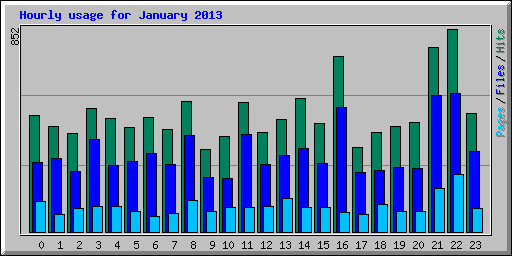 Hourly usage for January 2013
852
Pages / Files / Hits
0 1 2 3 4 5 6 7 8 9 10 11 12 13 14 15 16 17 18 19 20 21 22 23